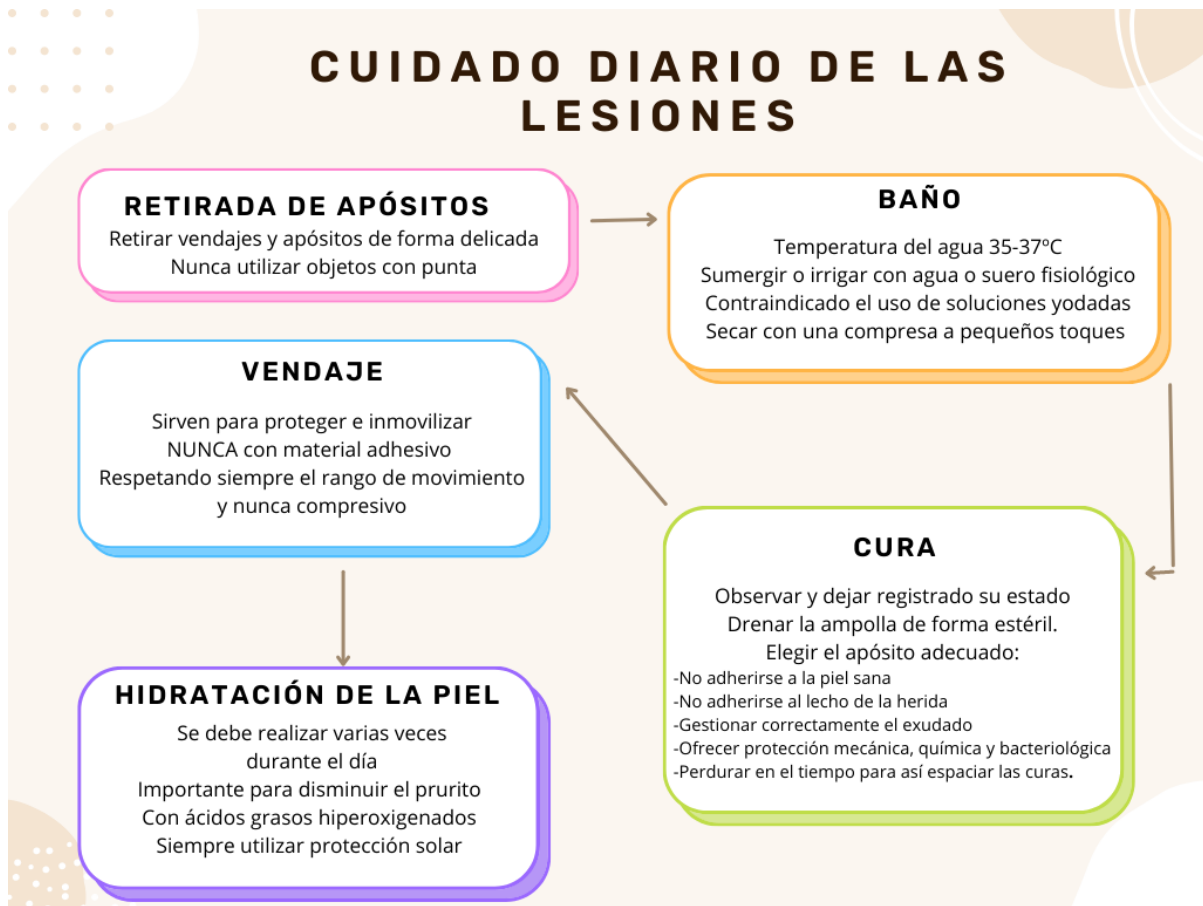 CUIDADO DIARIO DE LAS
LESIONES
RETIRADA DE APÓSITOS
Retirar vendajes y apósitos de forma delicada
Nunca utilizar objetos con punta
BAÑO
Temperatura del agua 35-37ºC
Sumergir o irrigar con agua o suero fisiológico
Contraindicado el uso de soluciones yodadas
Secar con una compresa a pequeños toques
CURA
Observar y dejar registrado su estado
Drenar la ampolla de forma estéril.
Elegir el apósito adecuado:
-No adherirse a la piel sana
-No adherirse al lecho de la herida
-Gestionar correctamente el exudado
-Ofrecer protección mecánica, química y bacteriológica
-Perdurar en el tiempo para así espaciar las curas.
VENDAJE
Sirven para proteger e inmovilizar
NUNCA con material adhesivo
Respetando siempre el rango de movimiento
y nunca compresivo
HIDRATACIÓN DE LA PIEL
Se debe realizar varias veces
durante el día
Importante para disminuir el prurito
Con ácidos grasos hiperoxigenados
Siempre utilizar protección solar